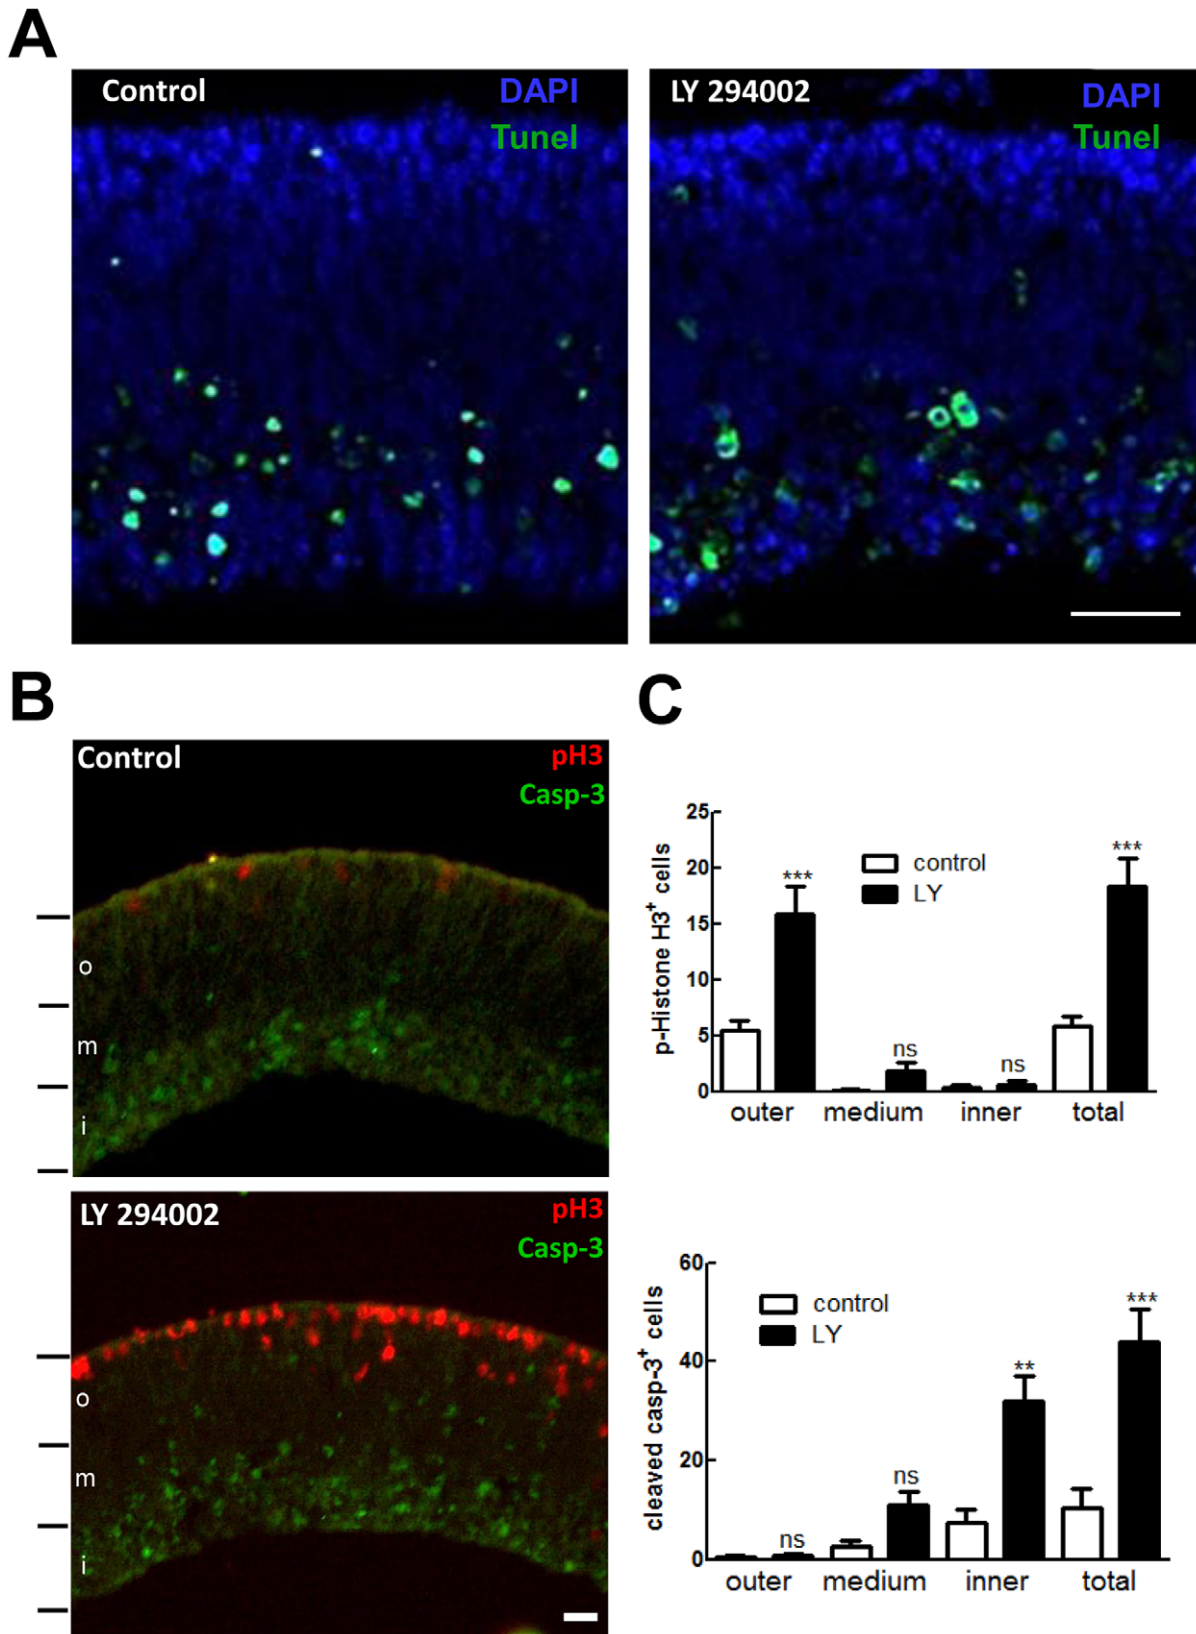 A
Control
DAPI
Tunel
LY 294002
DAPI
Tunel
B
Control
pH3
Casp-3
o
m
i
LY 294002
pH3
Casp-3
o
m
i
C
p-Histone H3+ cells
25
20
15
10
5
0
control
LY
***
ns
ns
***
outer medium inner total
cleaved casp-3+ cells
60
40
20
0
control
LY
ns
ns
**
***
outer medium inner total